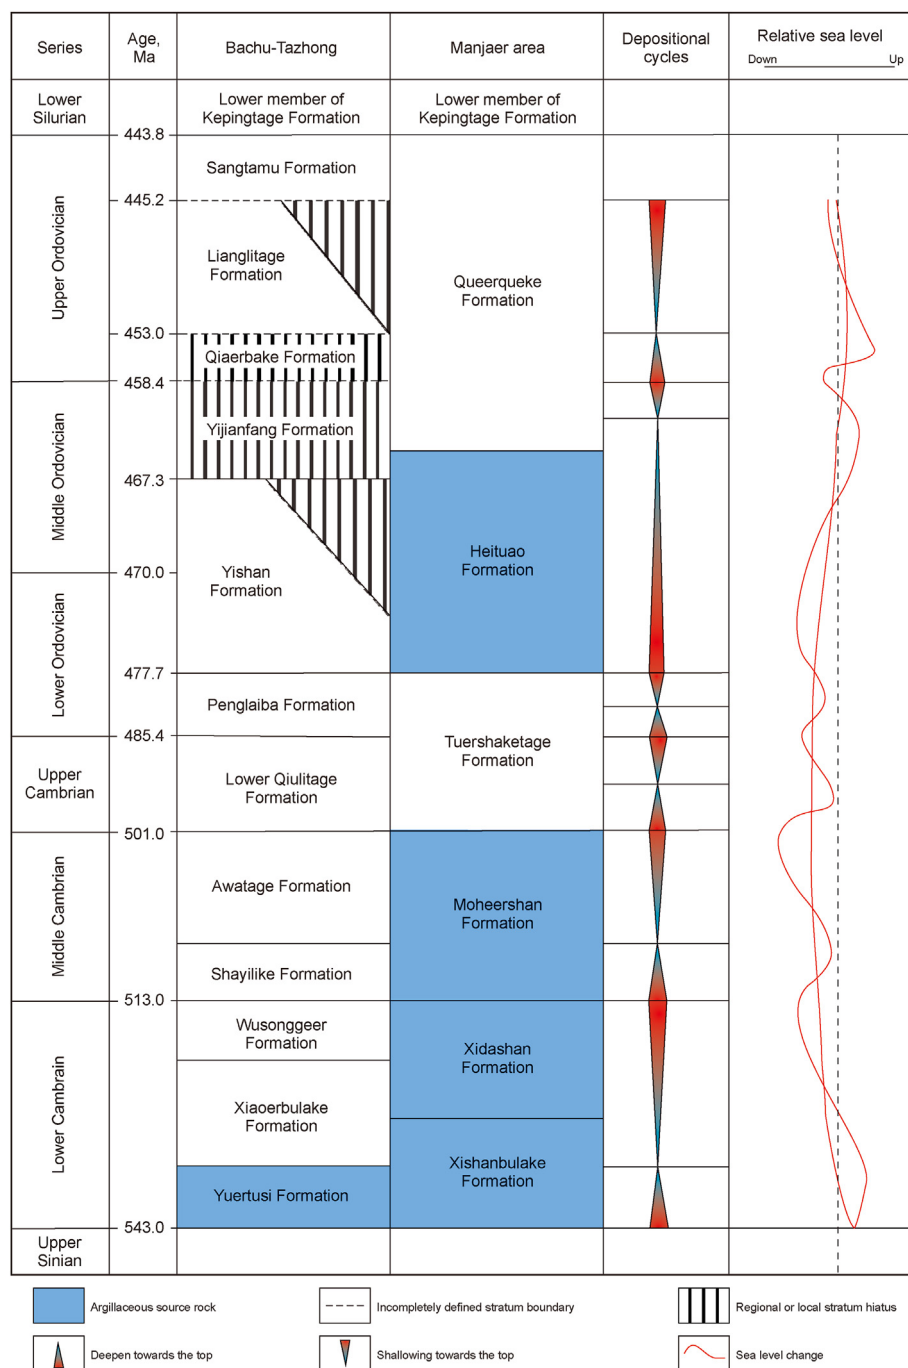 Series
Age,
Ma
Bachu-Tazhong
Manjaer area
Depositional
cycles
Relative sea level
Down
Up
Lower
Silurian
Lower member of
Kepingtage Formation
Lower member of
Kepingtage Formation
443.8
Upper Ordovician
Sangtamu Formation
445.2
Lianglitage
Formation
Queerqueke
Formation
453.0
Qiaerbake Formation
458.4
Middle Ordovician
Yijianfang Formation
467.3
Heituao
Formation
470.0
Yishan
Formation
Lower Ordovician
477.7
Penglaiba Formation
485.4
Tuershaketage
Formation
Upper
Cambrian
Lower Qiulitage
Formation
501.0
Middle Cambrian
Awatage Formation
Moheershan
Formation
Shayilike Formation
513.0
Lower Cambrain
Wusonggeer
Formation
Xidashan
Formation
Xiaoerbulake
Formation
Xishanbulake
Formation
Yuertusi Formation
543.0
Upper
Sinian
Argillaceous source rock
Incompletely defined stratum boundary
Regional or local stratum hiatus
Deepen towards the top
Shallowing towards the top
Sea level change